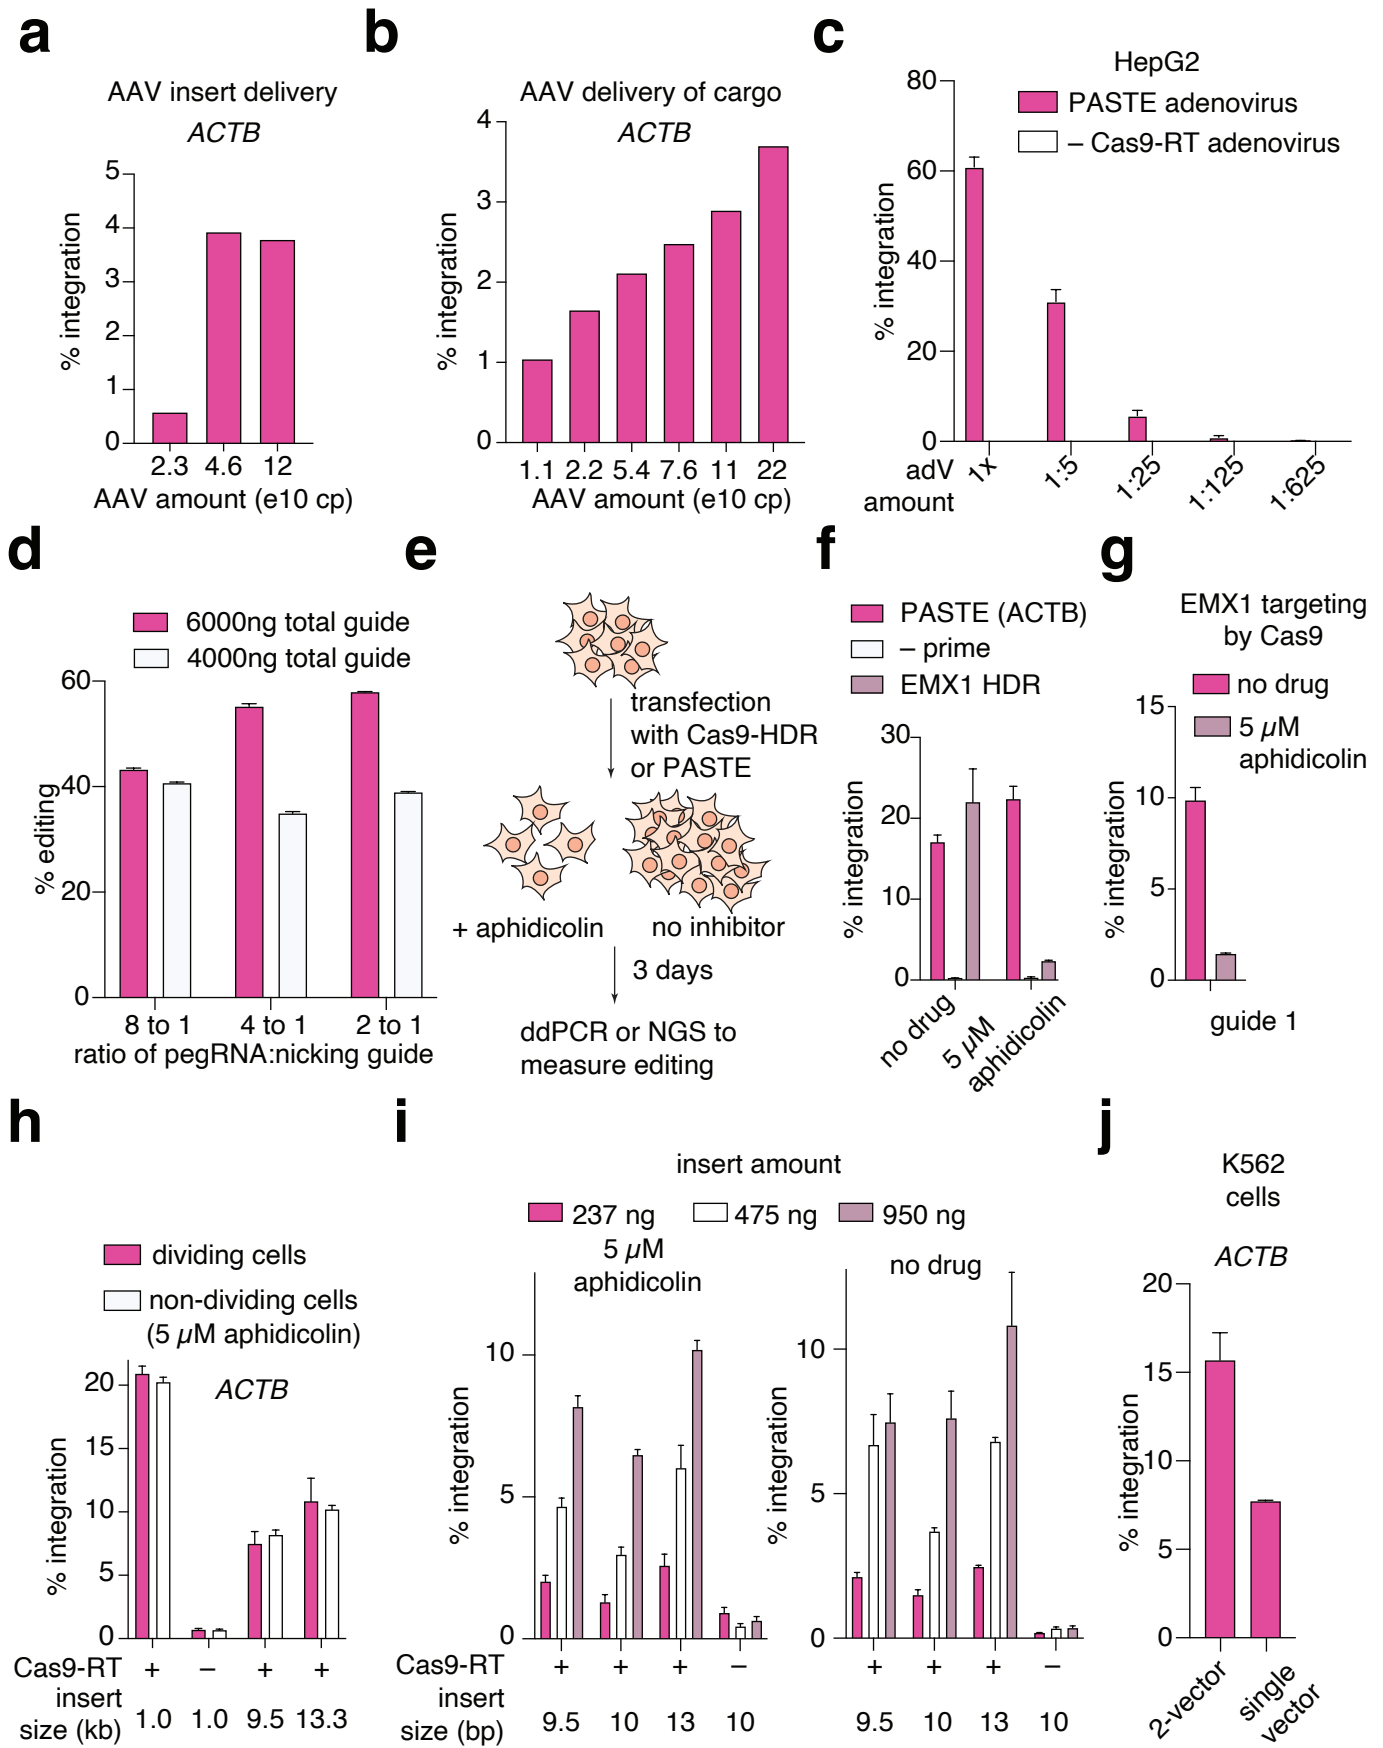 a
AAV insert delivery
ACTB
% integration
5
4
3
2
1
0
2.3 4.6 12
AAV amount (e10 cp)
b
AAV delivery of cargo
ACTB
% integration
4
3
2
1
0
1.1 2.2 5.4 7.6 11 22
AAV amount (e10 cp)
c
HepG2
PASTE adenovirus
– Cas9-RT adenovirus
% integration
80
60
40
20
0
adV
amount
1x 1:5 1:25 1:125 1:625
d
6000ng total guide
4000ng total guide
% editing
60
40
20
0
8 to 1 4 to 1 2 to 1
ratio of pegRNA:nicking guide
e
transfection
with Cas9-HDR
or PASTE
+ aphidicolin no inhibitor
3 days
ddPCR or NGS to
measure editing
f
PASTE (ACTB)
– prime
EMX1 HDR
% integration
30
20
10
0
no drug
5 µM
aphidicolin
g
EMX1 targeting
by Cas9
no drug
5 µM
aphidicolin
% integration
15
10
5
0
guide 1
h
dividing cells
non-dividing cells
(5 µM aphidicolin)
ACTB
% integration
20
15
10
5
0
Cas9-RT + – + +
insert
size (kb) 1.0 1.0 9.5 13.3
i
insert amount
237 ng 475 ng 950 ng
5 µM
aphidicolin
% integration
10
5
0
Cas9-RT + + + –
insert
size (bp) 9.5 10 13 10
no drug
% integration
10
5
0
+ + + –
9.5 10 13 10
j
K562
cells
ACTB
% integration
20
15
10
5
0
2-vector
single
vector